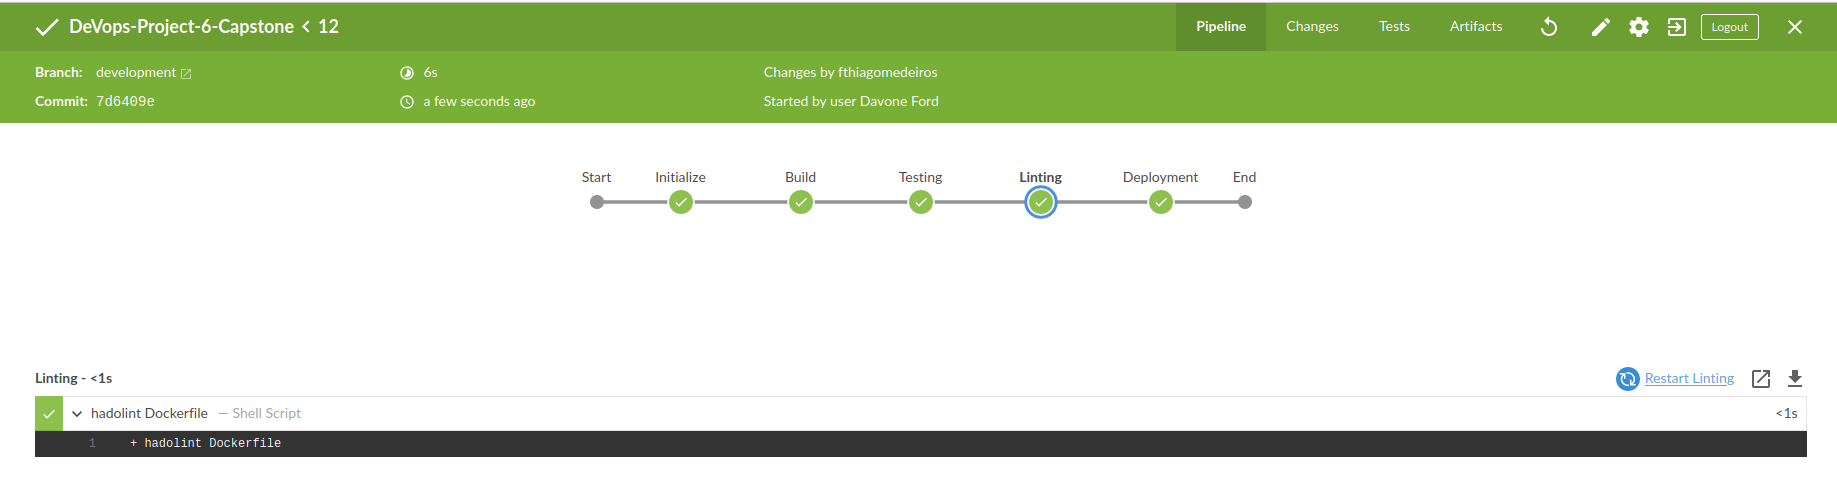 DeVops-Project-6-Capstone < 12 Pipeline Changes Tests Artifacts Logout
Branch: development 6s Changes by fthiagomedeiros
Commit: 7d6409e a few seconds ago Started by user Davone Ford
Start Initialize Build Testing Linting Deployment End
Linting - <1s Restart Linting
hadolint Dockerfile — Shell Script <1s
1 + hadolint Dockerfile